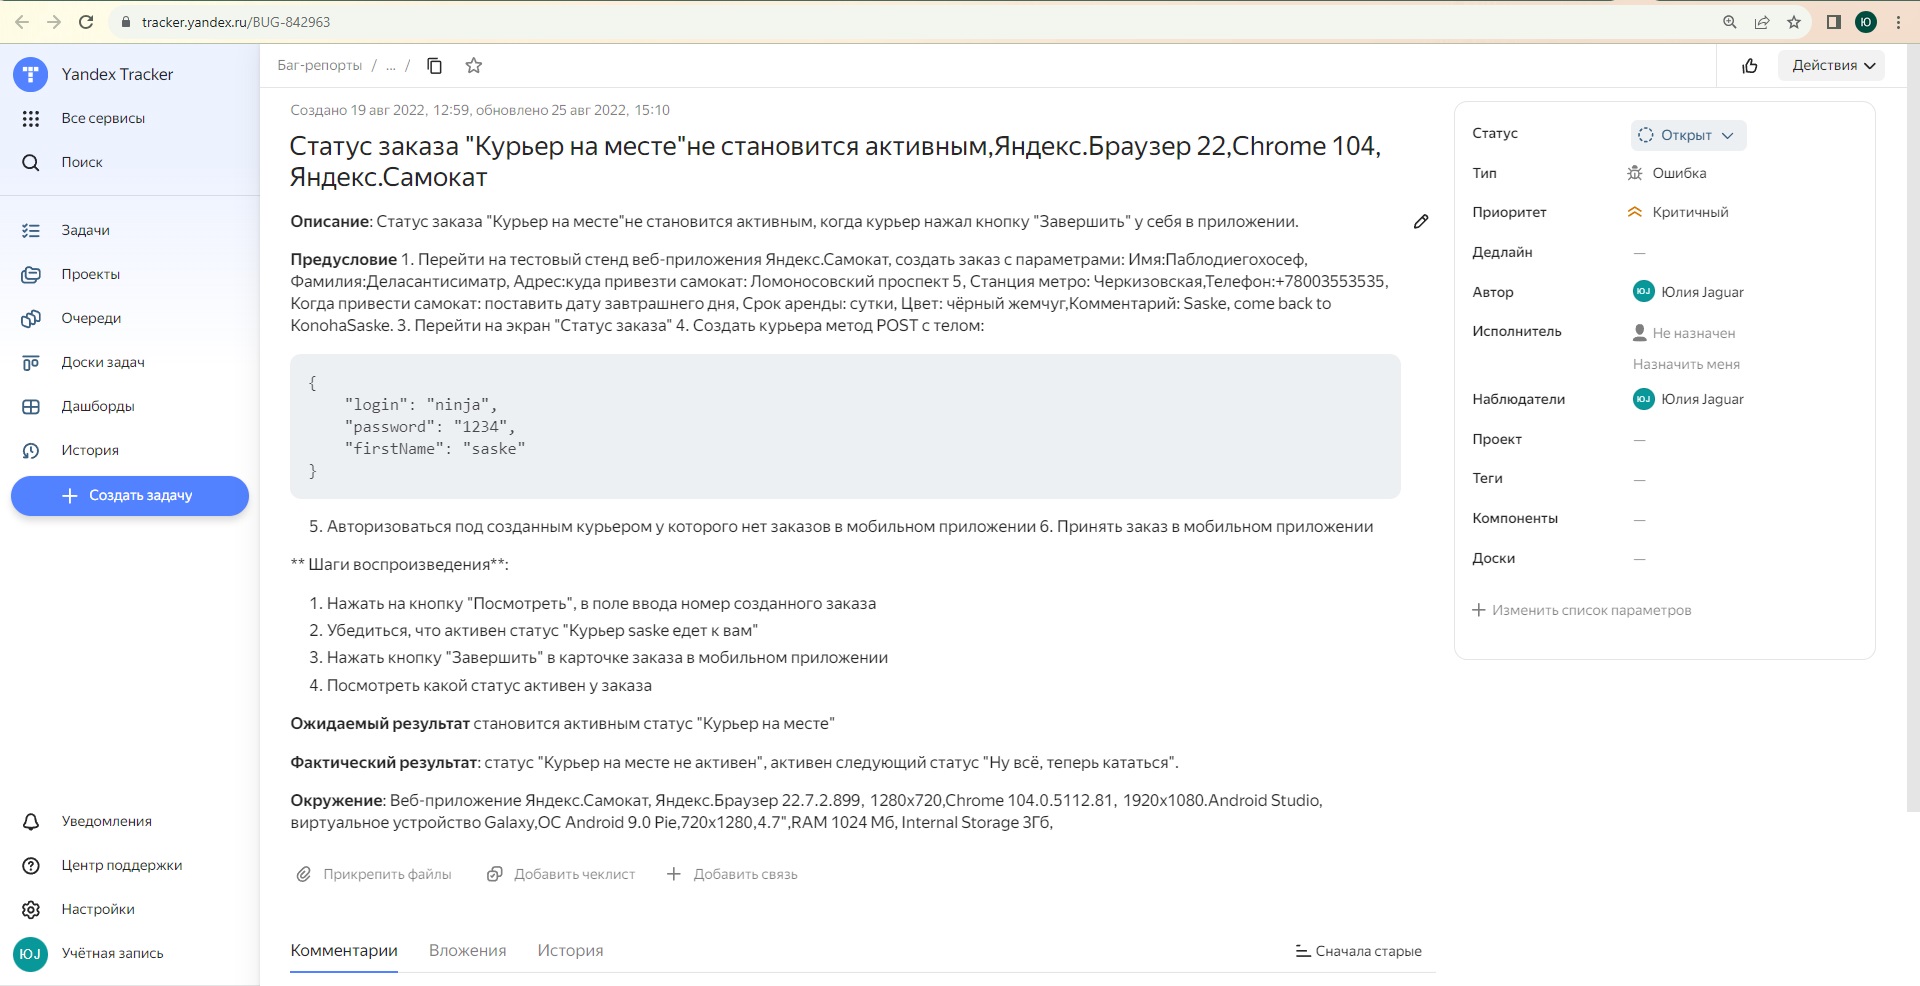 tracker.yandex.ru/BUG-842963
Ю
Yandex Tracker
Все сервисы
Поиск
Задачи
Проекты
Очереди
Доски задач
Дашборды
История
Создать задачу
Уведомления
Центр поддержки
Настройки
ЮJ Учётная запись
Баг-репорты / ... /
Действия
Создано 19 авг 2022, 12:59, обновлено 25 авг 2022, 15:10
Статус заказа "Курьер на месте"не становится активным,Яндекс.Браузер 22,Chrome 104,
Яндекс.Самокат
Описание: Статус заказа "Курьер на месте"не становится активным, когда курьер нажал кнопку "Завершить" у себя в приложении.
Предусловие 1. Перейти на тестовый стенд веб-приложения Яндекс.Самокат, создать заказ с параметрами: Имя:Паблодиегохосеф,
Фамилия:Деласантисиматр, Адрес:куда привезти самокат: Ломоносовский проспект 5, Станция метро: Черкизовская,Телефон:+78003553535,
Когда привести самокат: поставить дату завтрашнего дня, Срок аренды: сутки, Цвет: чёрный жемчуг,Комментарий: Saske, come back to
KonohaSaske. 3. Перейти на экран "Статус заказа" 4. Создать курьера метод POST с телом:
{
"login": "ninja",
"password": "1234",
"firstName": "saske"
}
5. Авторизоваться под созданным курьером у которого нет заказов в мобильном приложении 6. Принять заказ в мобильном приложении
** Шаги воспроизведения**:
1. Нажать на кнопку "Посмотреть", в поле ввода номер созданного заказа
2. Убедиться, что активен статус "Курьер saske едет к вам"
3. Нажать кнопку "Завершить" в карточке заказа в мобильном приложении
4. Посмотреть какой статус активен у заказа
Ожидаемый результат становится активным статус "Курьер на месте"
Фактический результат: статус "Курьер на месте не активен", активен следующий статус "Ну всё, теперь кататься".
Окружение: Веб-приложение Яндекс.Самокат, Яндекс.Браузер 22.7.2.899, 1280x720,Chrome 104.0.5112.81, 1920x1080.Android Studio,
виртуальное устройство Galaxy,ОС Android 9.0 Pie,720x1280,4.7",RAM 1024 Мб, Internal Storage 3Гб,
Прикрепить файлы Добавить чеклист Добавить связь
Комментарии Вложения История Сначала старые
Статус Открыт
Тип Ошибка
Приоритет Критичный
Дедлайн —
Автор ЮJ Юлия Jaguar
Исполнитель Не назначен
Назначить меня
Наблюдатели ЮJ Юлия Jaguar
Проект —
Теги —
Компоненты —
Доски —
Изменить список параметров